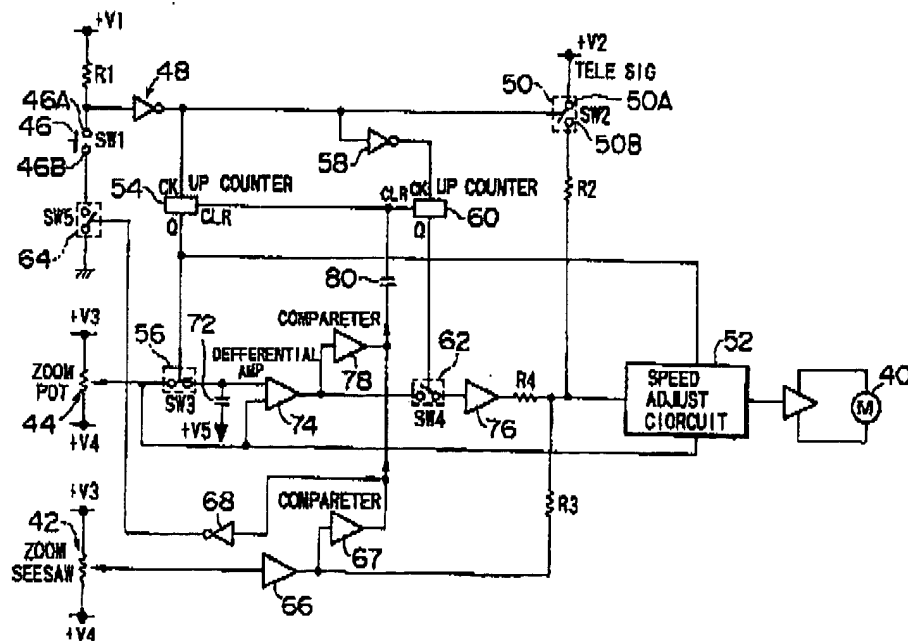 +V1
+V2
R1
48
TELE SIG
46A
50
50A
46
SW1
SW2
46B
58
50B
CK
UP COUNTER
CLR
CK
UP COUNTER
R2
54
CLR
60
SW5
Q
Q
64
80
+V3
72
COMPARETER
62
52
56
DEFFERENTIAL
AMP
ZOOM
POT
78
R4
SPEED
ADJUST
CIORCUIT
40
M
44
SW3
74
SW4
76
+V4
+V5
+V3
68
COMPARETER
R3
42
ZOOM
SEESAW
67
66
+V4